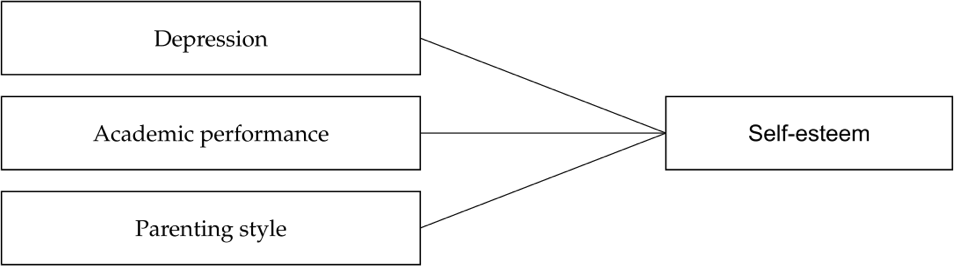 Depression
Academic performance
Self-esteem
Parenting style